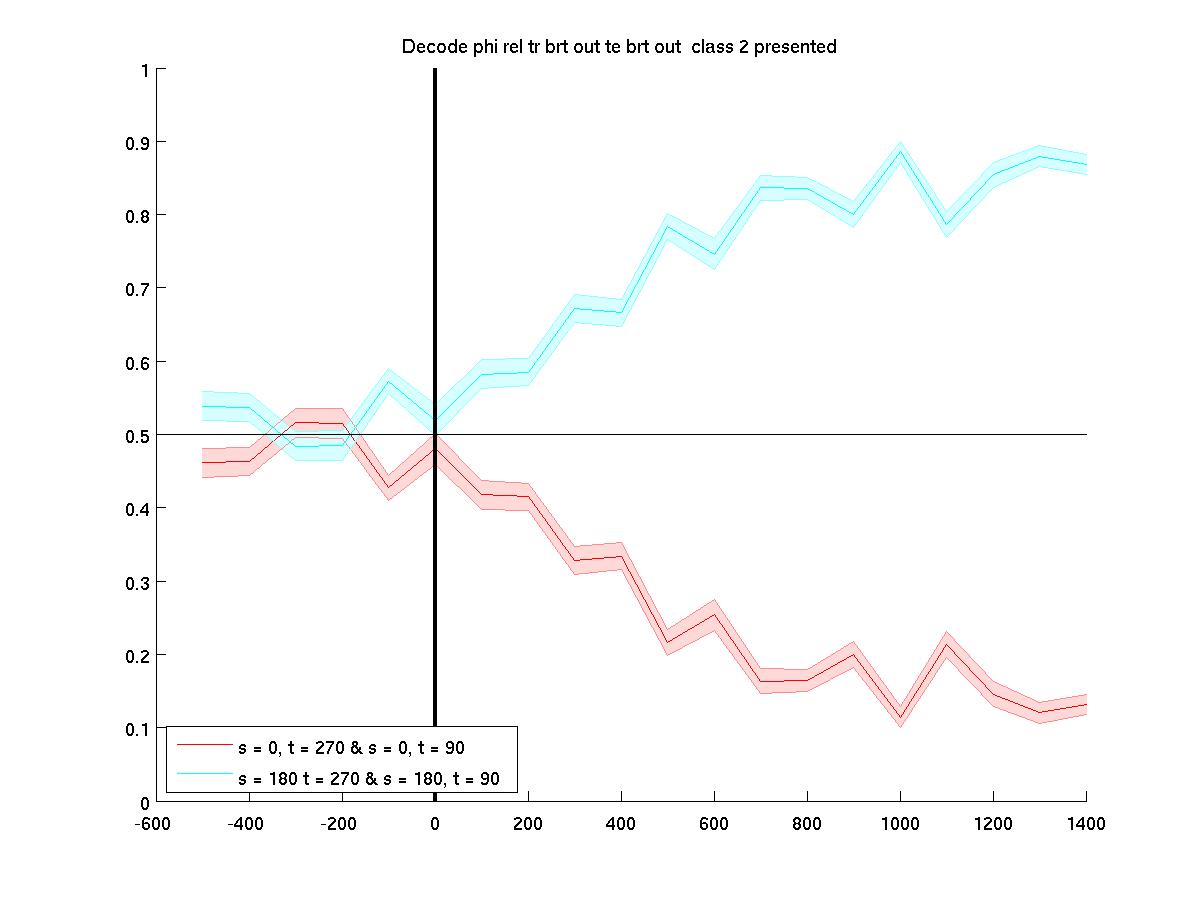 Decode phi rel tr brt out te brt out  class 2 presented
1
0.9
0.8
0.7
0.6
0.5
0.4
0.3
0.2
0.1
0
s = 0, t = 270 & s = 0, t = 90
s = 180 t = 270 & s = 180, t = 90
-600 -400 -200 0 200 400 600 800 1000 1200 1400